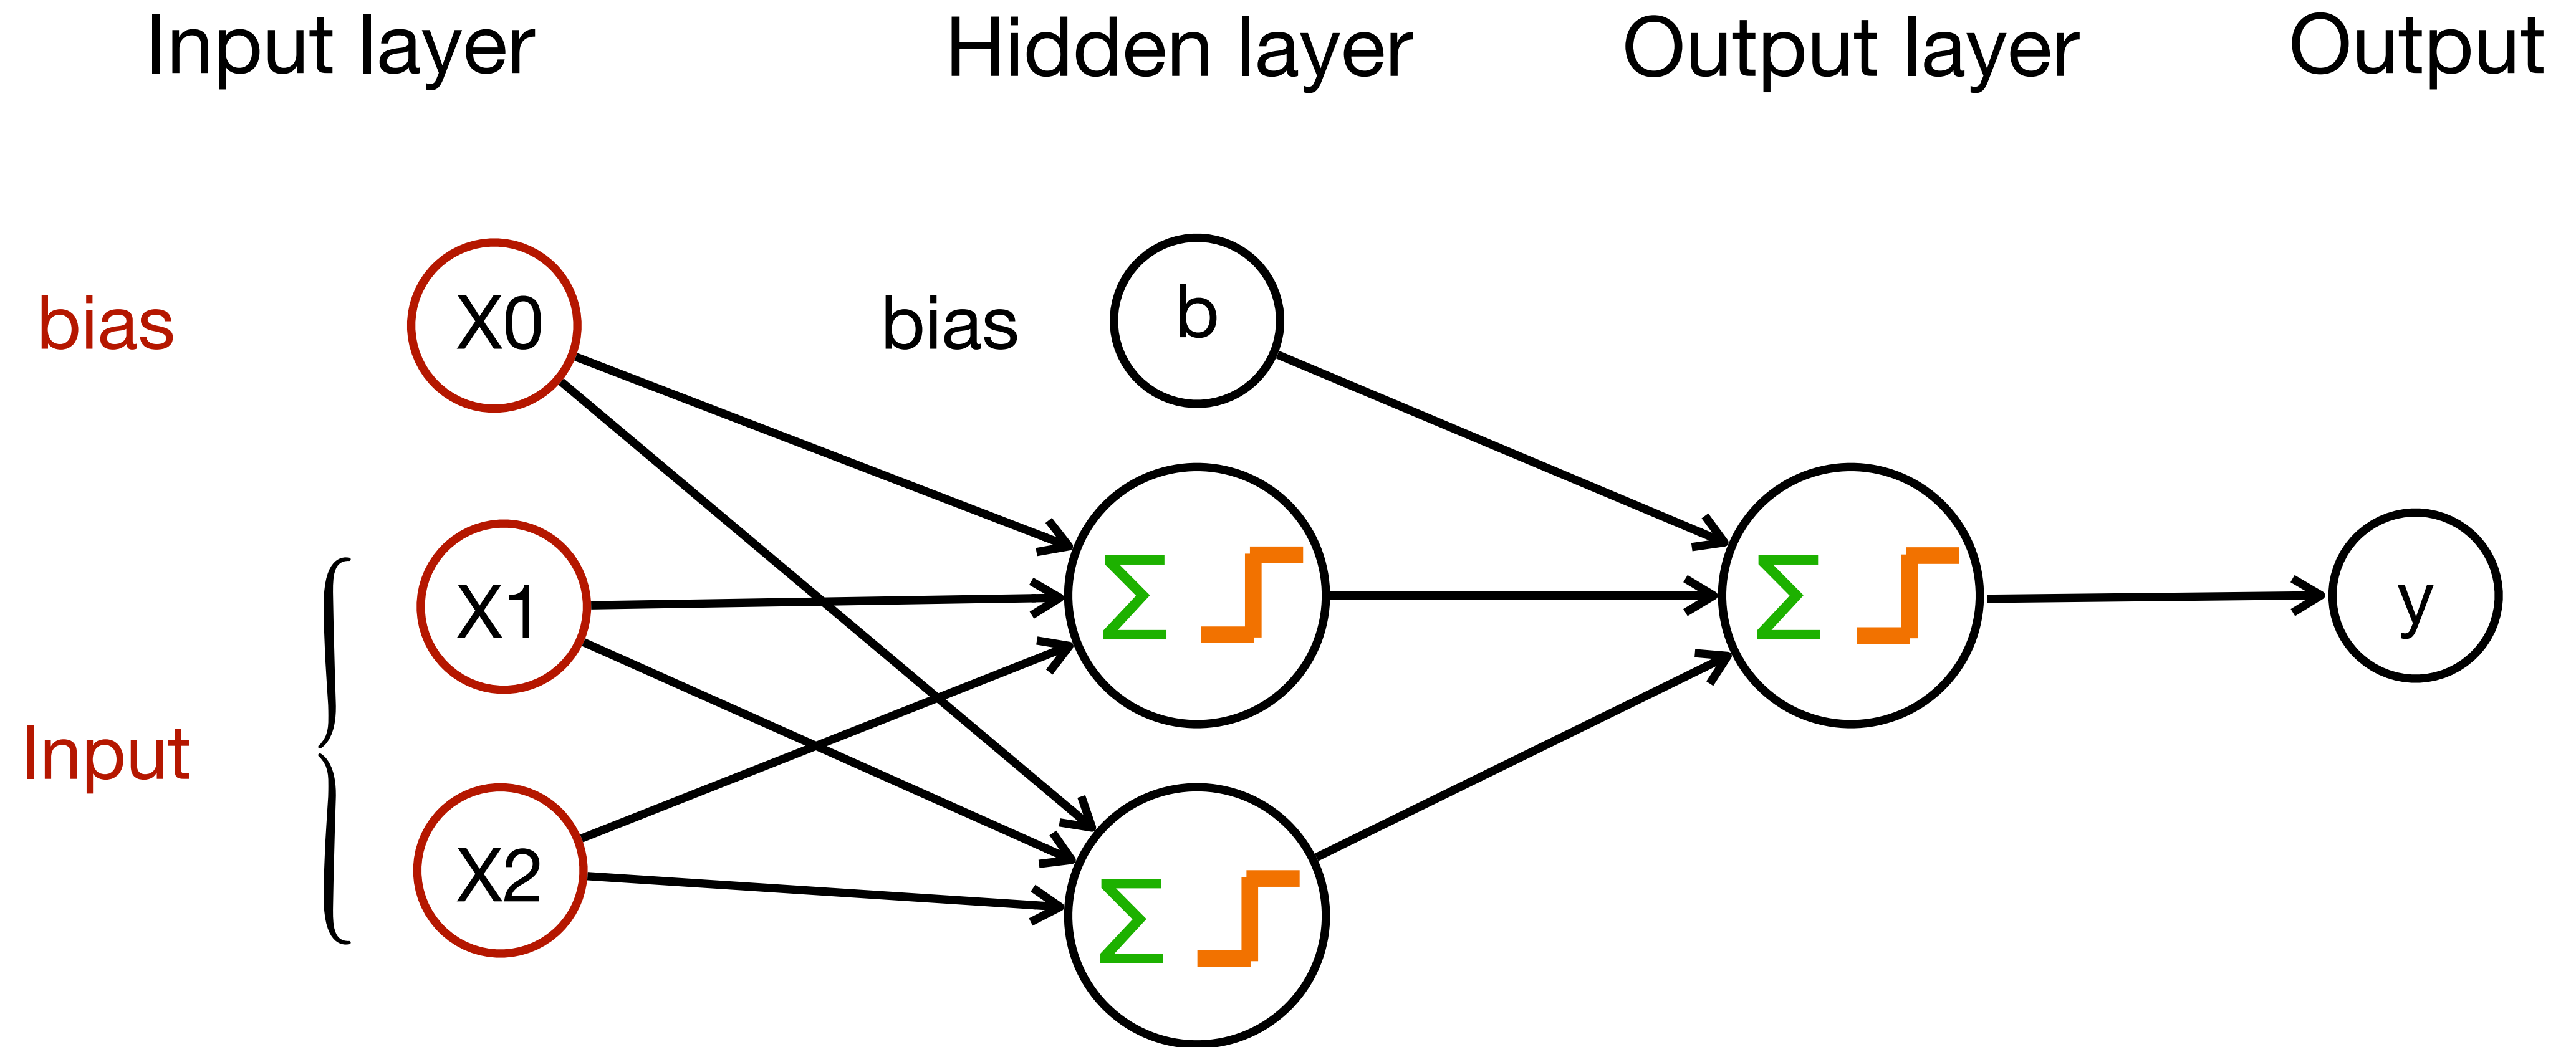 Input layer
Hidden layer
Output layer
Output
bias
X0
bias
b
X1
Σ
Σ
y
Input
X2
Σ